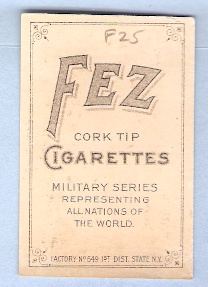 F25
FEZ
CORK TIP
CIGARETTES
MILITARY SERIES
REPRESENTING
ALL NATIONS OF
THE WORLD.
FACTORY Nº 649 1ST DIST. STATE N.Y.